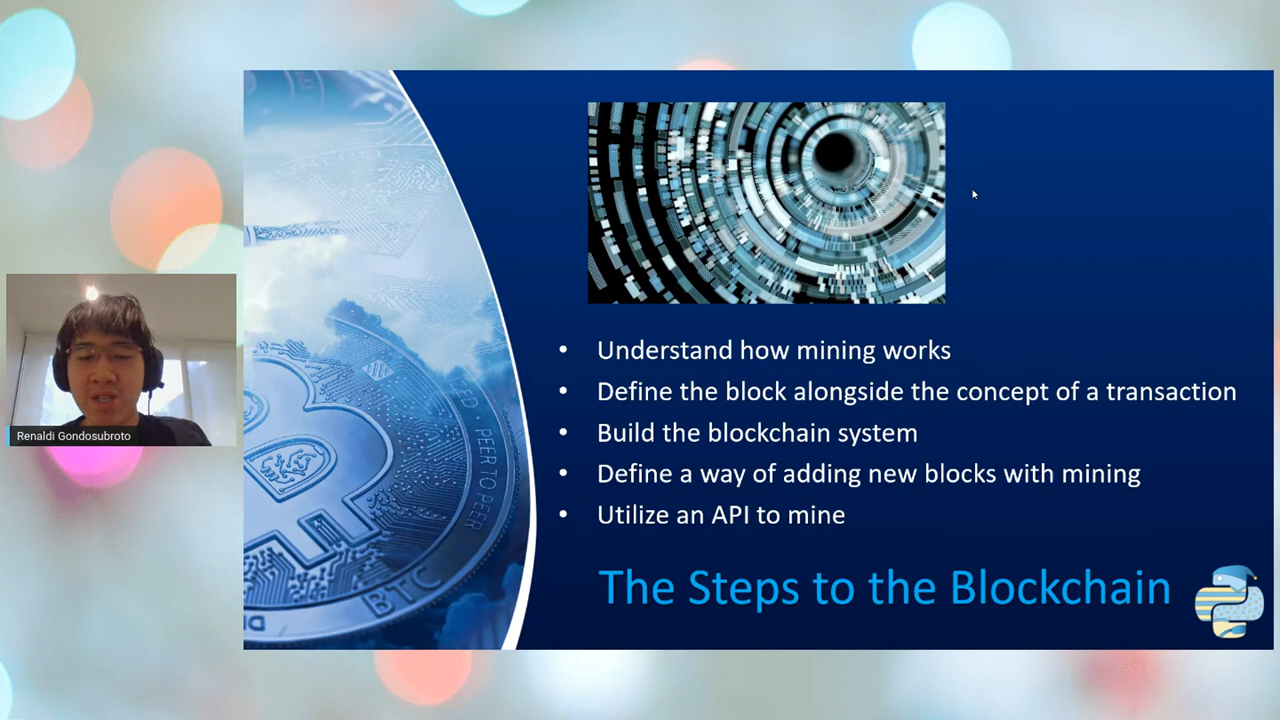 Understand how mining works
Define the block alongside the concept of a transaction
Build the blockchain system
Define a way of adding new blocks with mining
Utilize an API to mine
The Steps to the Blockchain
Renaldi Gondosubroto
PEER TO PEER
BTC